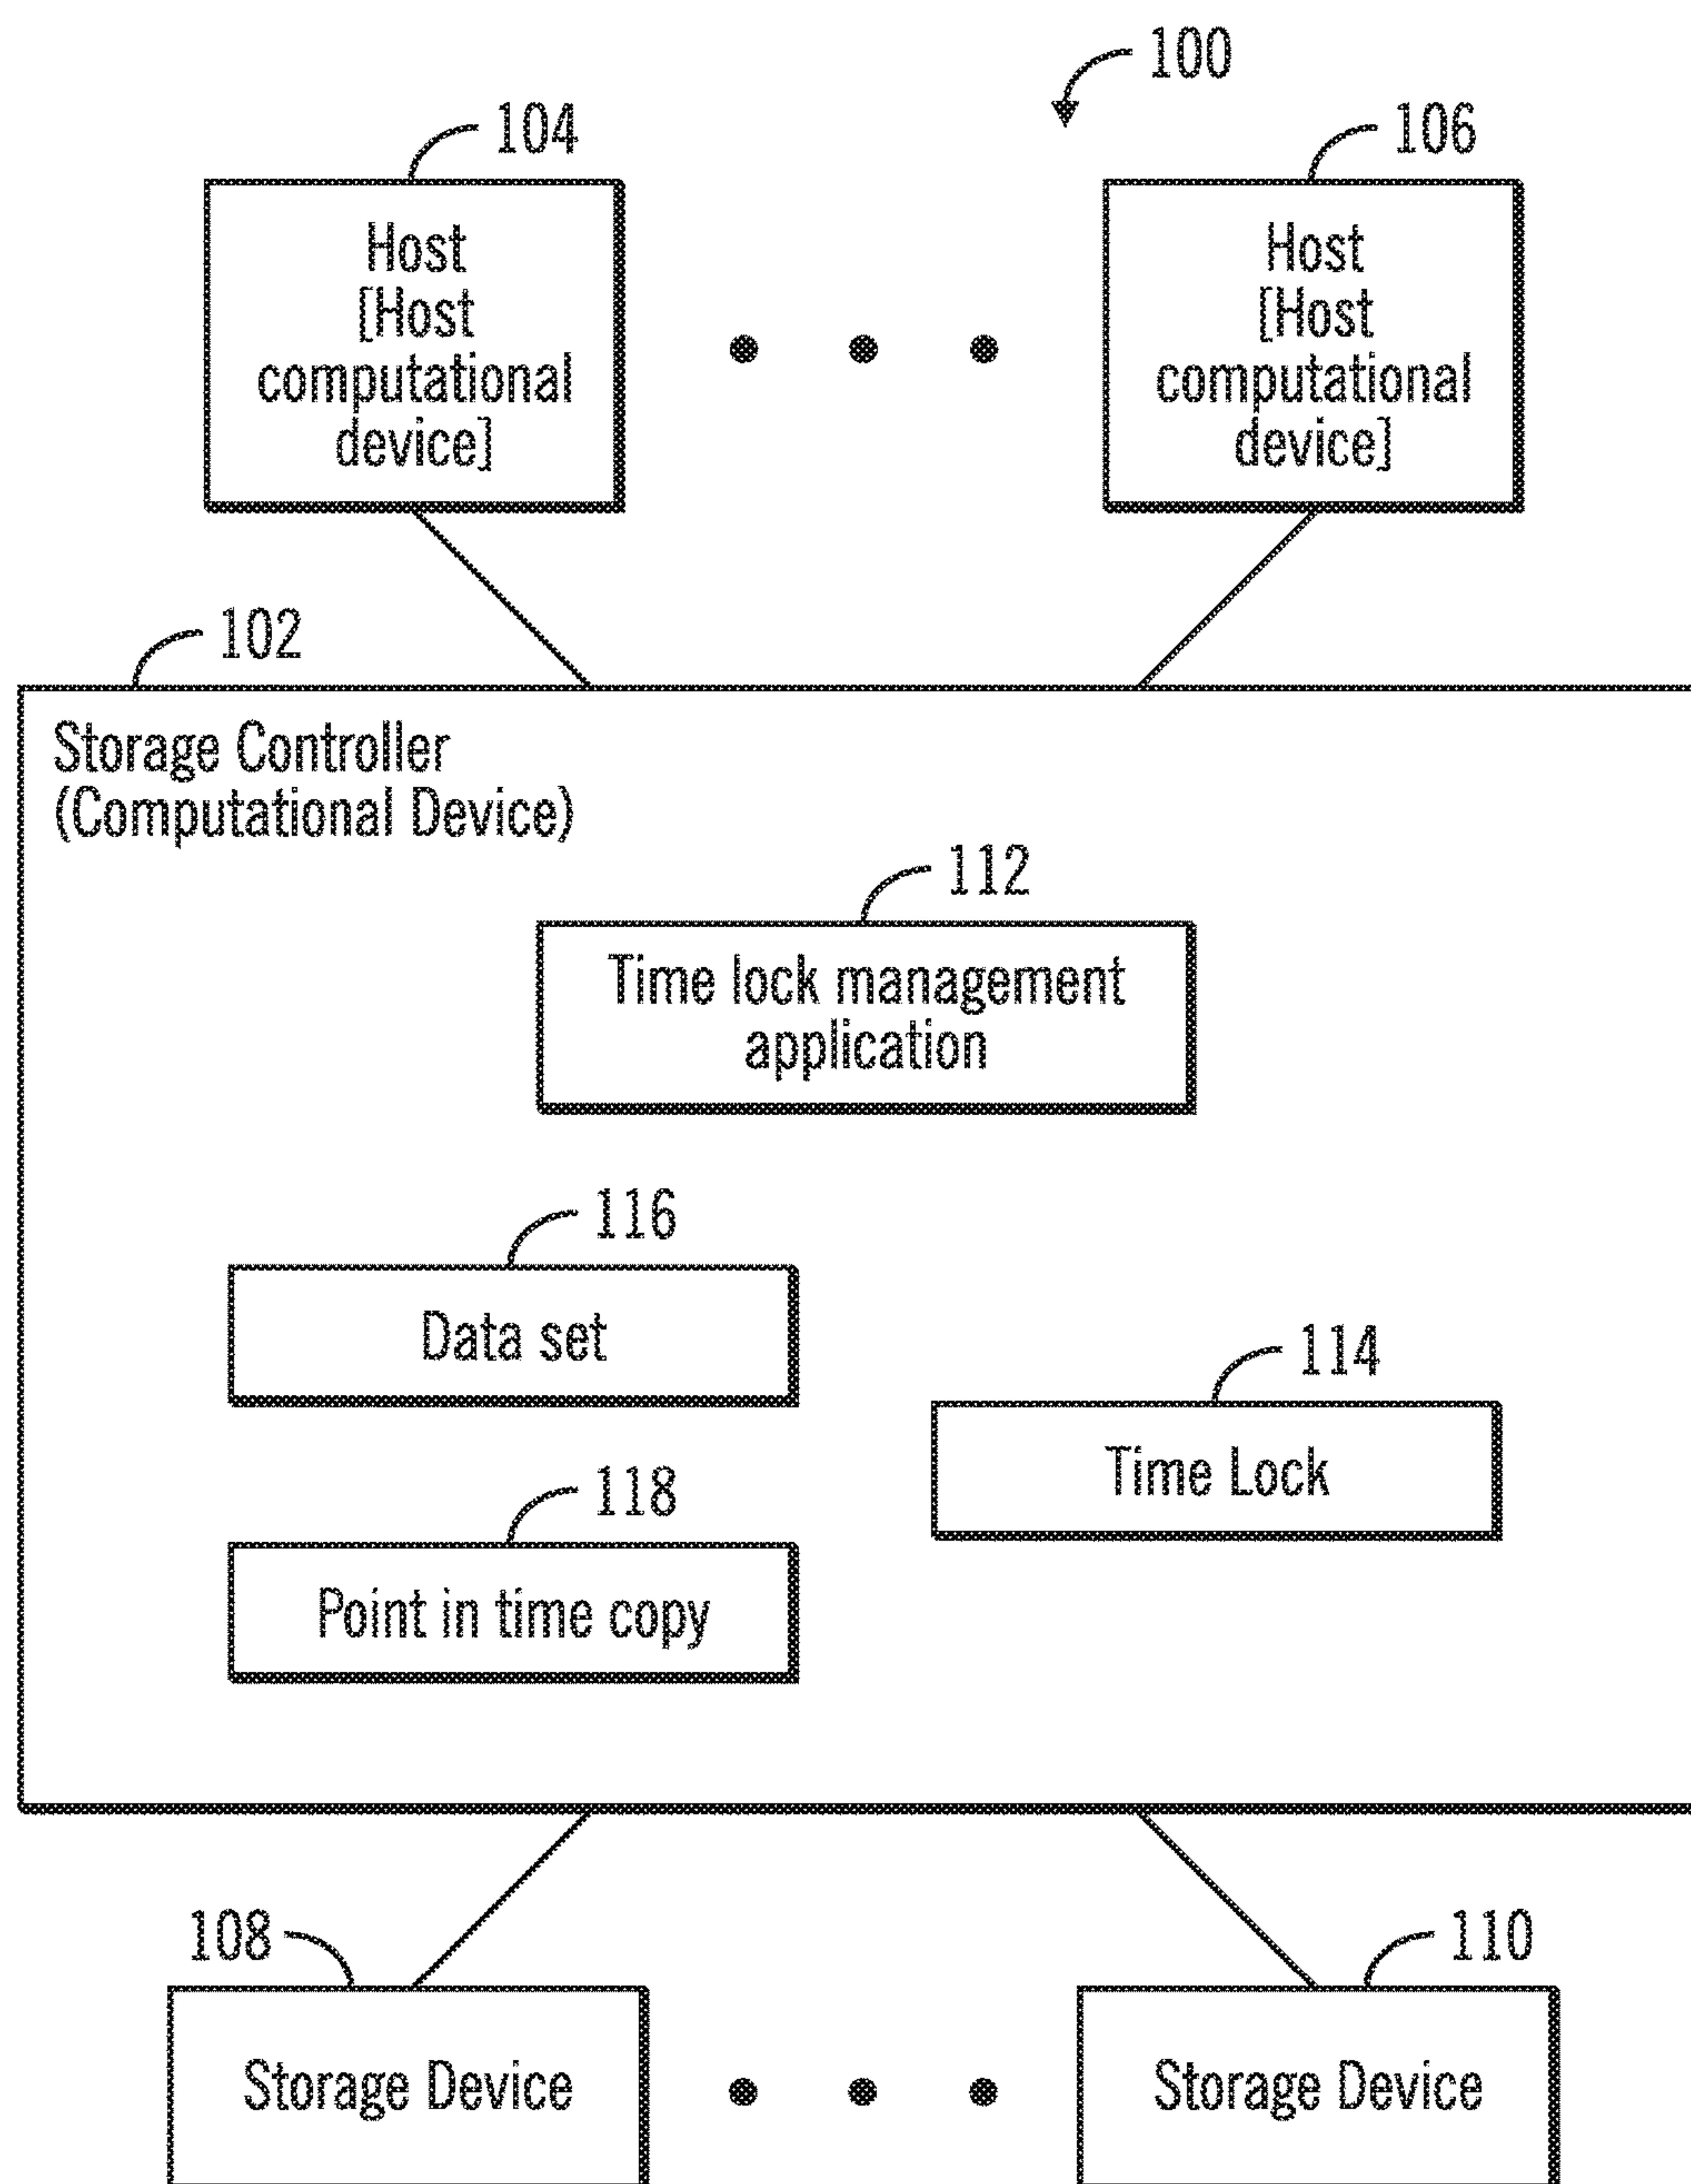 100
104
106
Host
[Host
computational
device]
Host
[Host
computational
device]
102
Storage Controller
(Computational Device)
112
Time lock management
application
116
Data set
114
Time Lock
118
Point in time copy
108
110
Storage Device
Storage Device